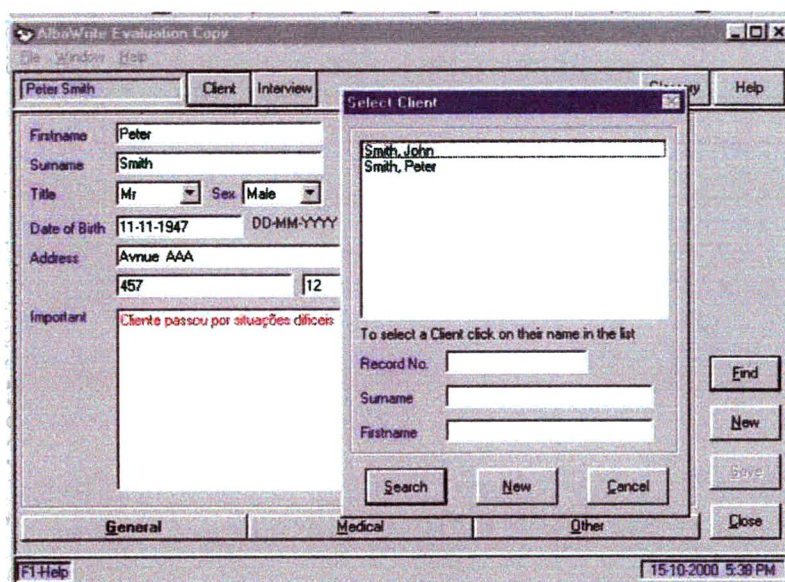 AlbaWrite Evaluation Copy
File Window Help
Peter Smith Client Interview Glossary Help
Firstname Peter
Surname Smith
Title Mr Sex Male
Date of Birth 11-11-1947 DD-MM-YYYY
Address Avnue AAA
457 12
Important Cliente passou por situações dificeis
Select Client
Smith, John
Smith, Peter
To select a Client click on their name in the list
Record No.
Surname
Firstname
Search New Cancel
Find
New
Save
Close
General Medical Other
F1-Help 15-10-2000 5:38 PM